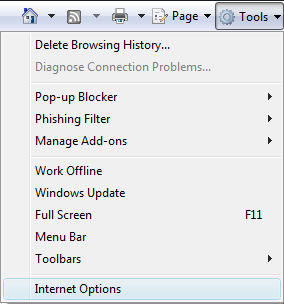 Page Tools
Delete Browsing History...
Diagnose Connection Problems...
Pop-up Blocker
Phishing Filter
Manage Add-ons
Work Offline
Windows Update
Full Screen F11
Menu Bar
Toolbars
Internet Options